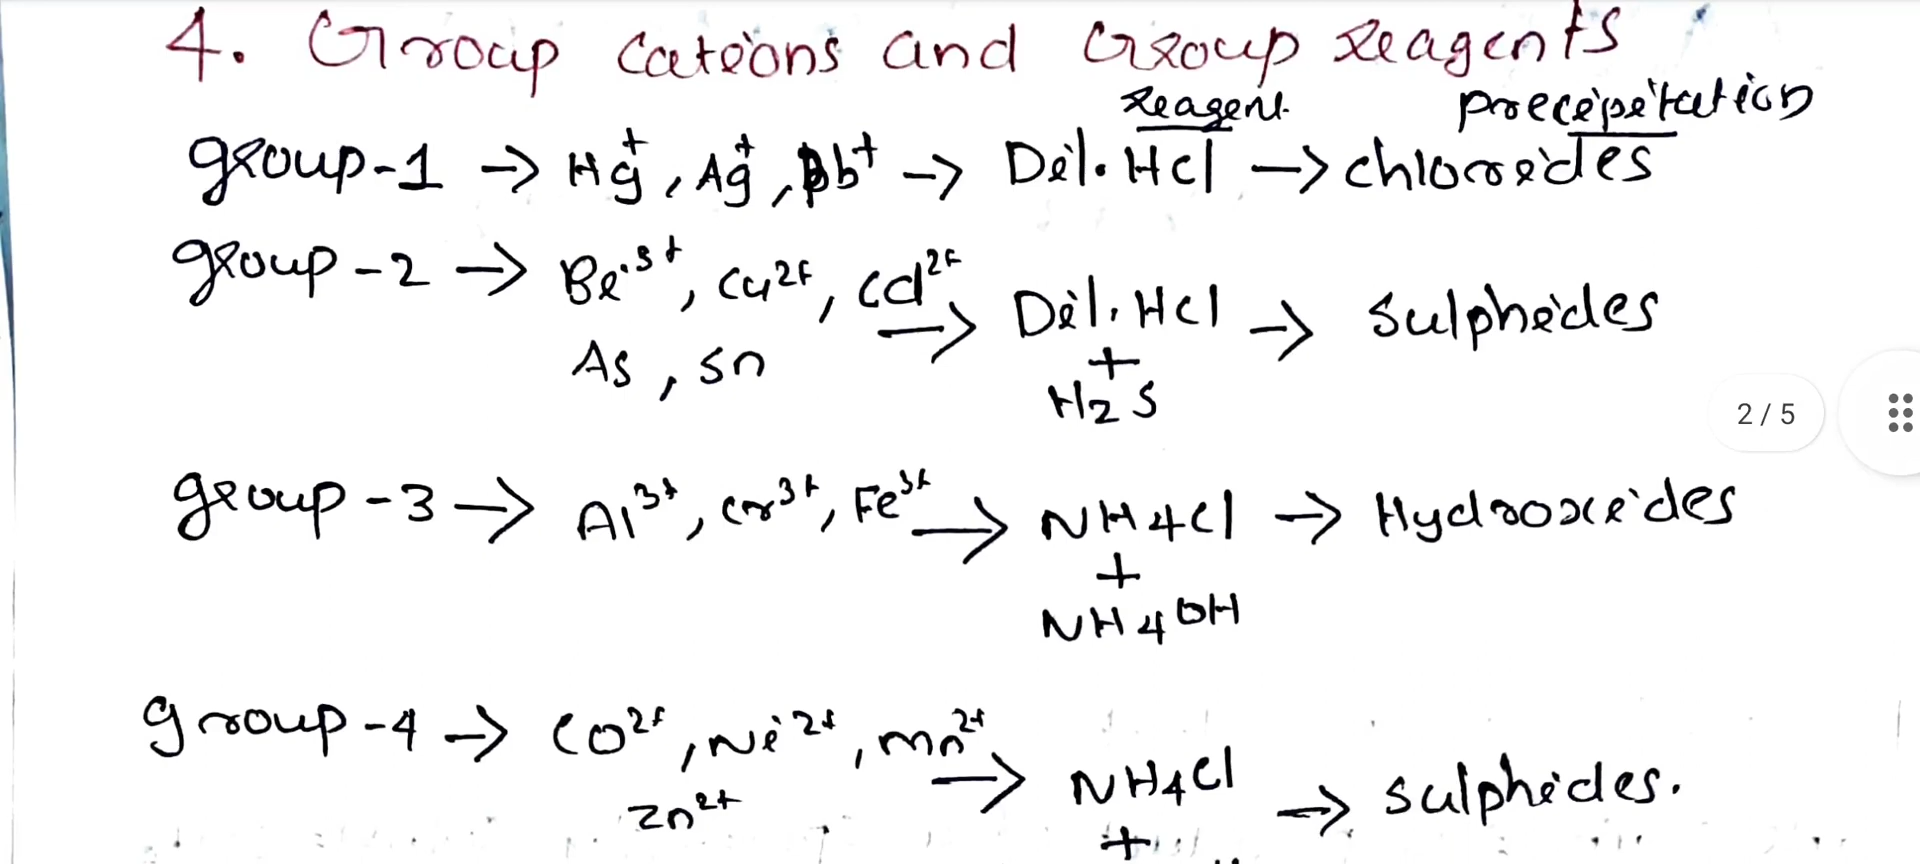 4. Group cations and Group reagents
reagent. precipitation
group-1 → Hg⁺, Ag⁺, Pb⁺ → Dil. HCl → chlorides
group-2 → Bi³⁺, Cu²⁺, Cd²⁺
As, Sn → Dil. HCl → Sulphides
+
H2S
group-3 → Al³⁺, Cr³⁺, Fe³⁺ → NH4Cl → Hydroxides
+
NH4OH
group-4 → CO²⁺, Ni²⁺, Mn²⁺
Zn²⁺ → NH4Cl → Sulphides.
+
2 / 5